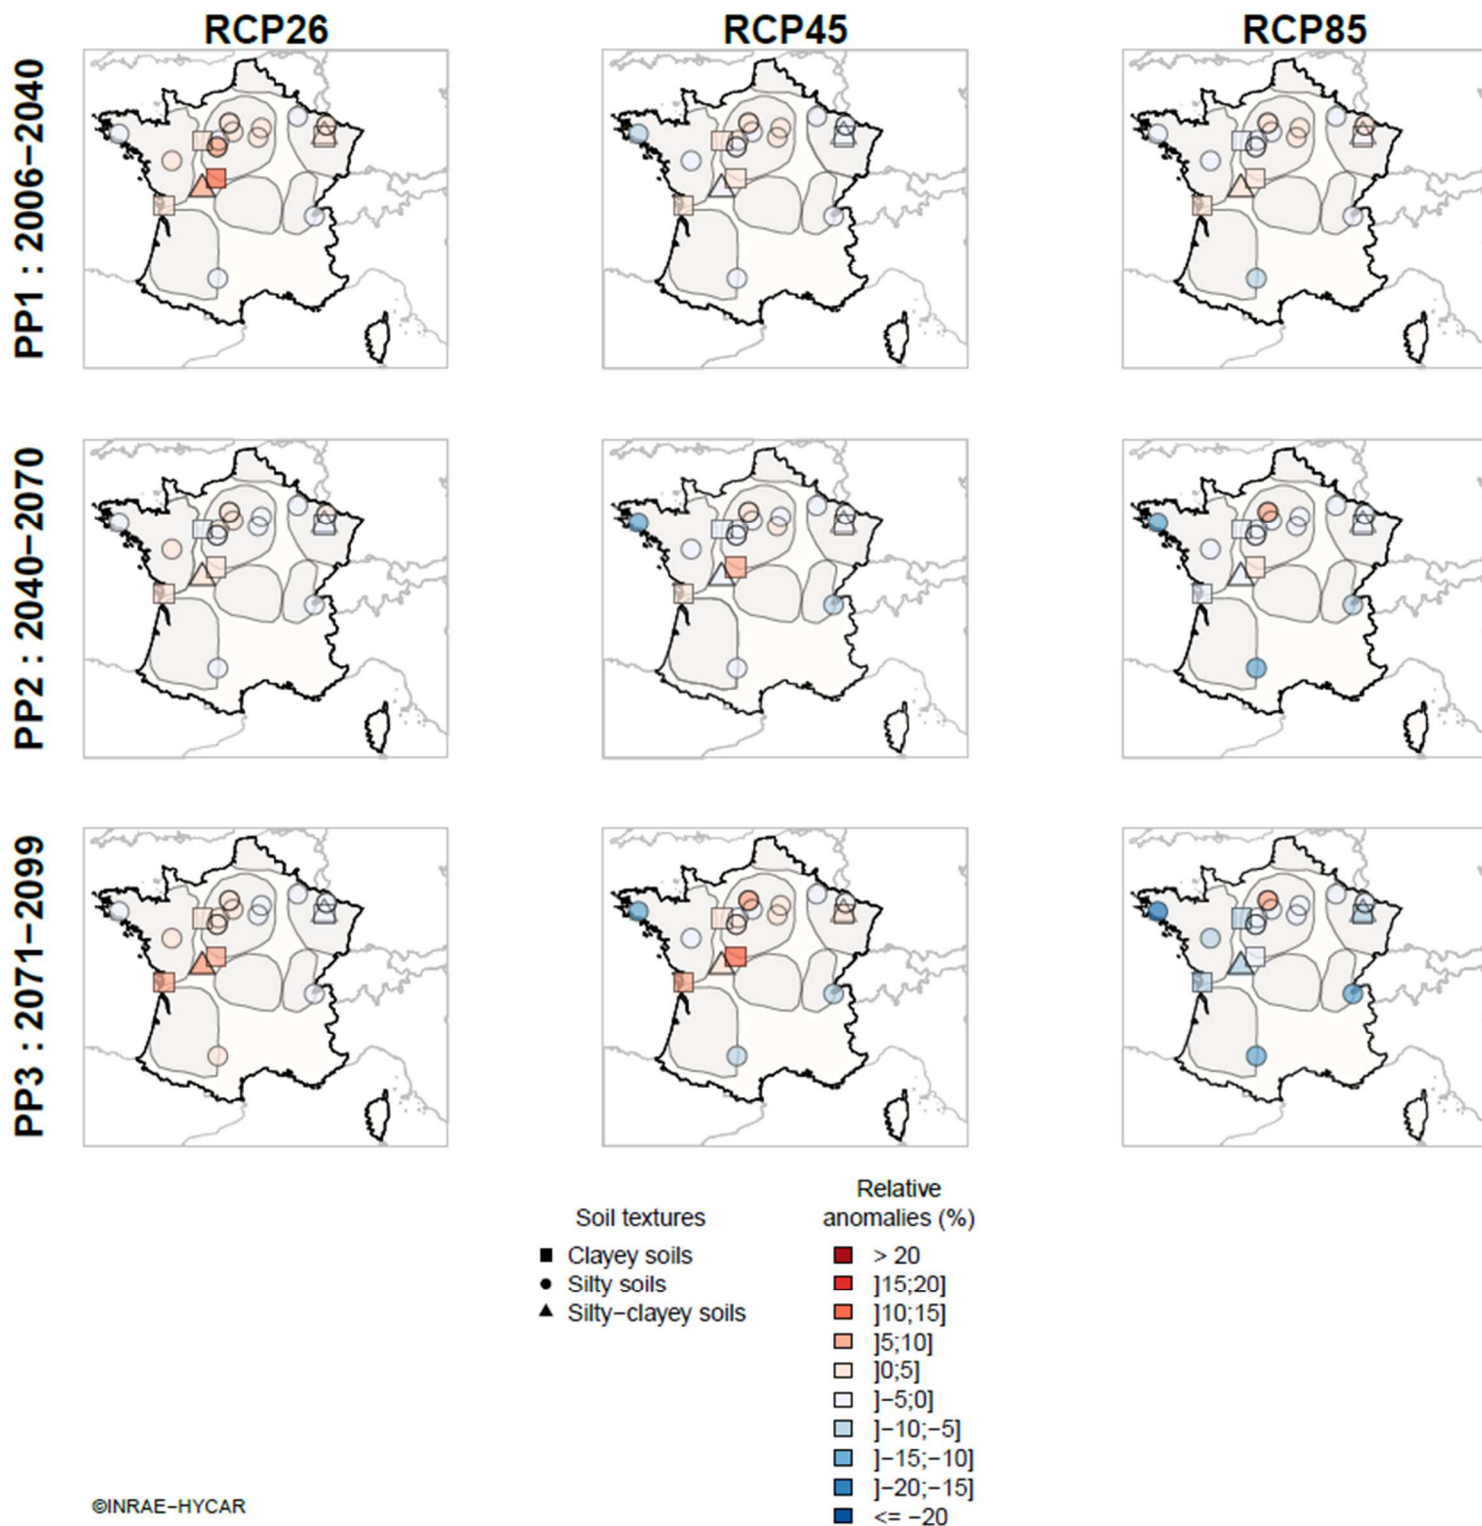 RCP26
RCP45
RCP85
PP1 : 2006−2040
PP2 : 2040−2070
PP3 : 2071−2099
Soil textures
Clayey soils
Silty soils
Silty−clayey soils
Relative
anomalies (%)
> 20
]15;20]
]10;15]
]5;10]
]0;5]
]−5;0]
]−10;−5]
]−15;−10]
]−20;−15]
<= −20
©INRAE−HYCAR